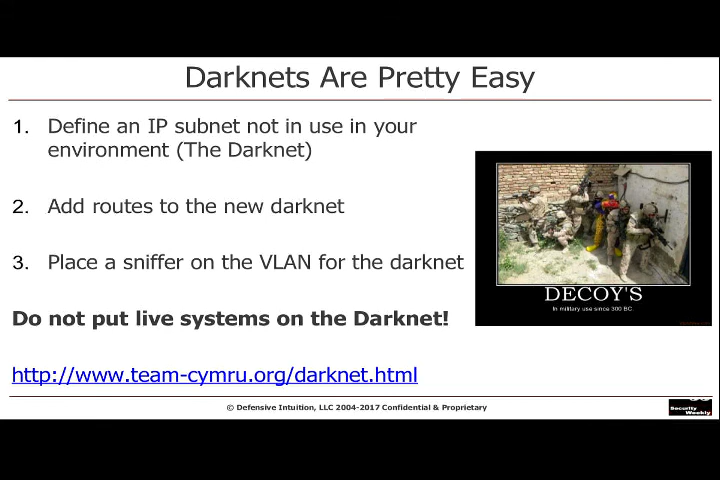 Darknets Are Pretty Easy
1. Define an IP subnet not in use in your
environment (The Darknet)
2. Add routes to the new darknet
3. Place a sniffer on the VLAN for the darknet
DECOY'S
In military use since 300 BC.
Do not put live systems on the Darknet!
http://www.team-cymru.org/darknet.html
© Defensive Intuition, LLC 2004-2017 Confidential & Proprietary
Security
Weekly